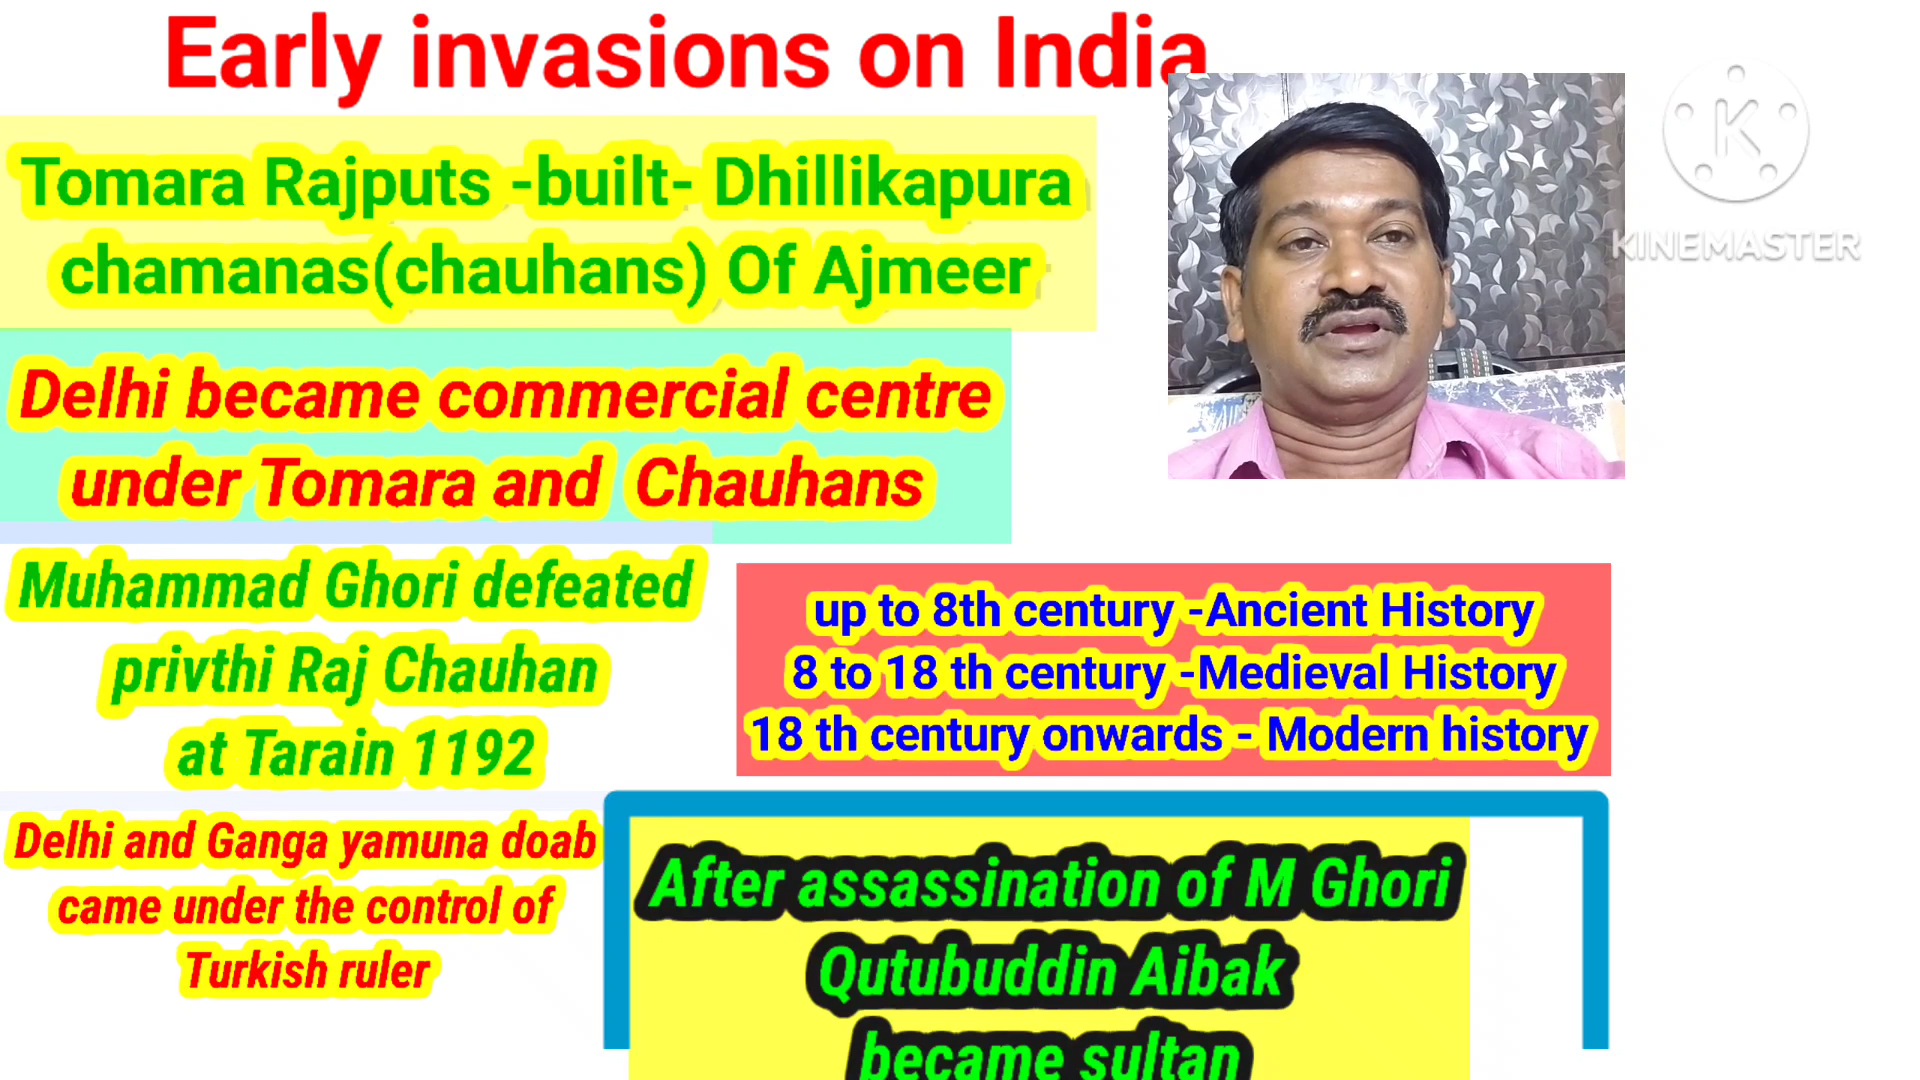 Early invasions on India
Tomara Rajputs -built- Dhillikapura
chamanas(chauhans) Of Ajmeer
Delhi became commercial centre
under Tomara and Chauhans
Muhammad Ghori defeated
privthi Raj Chauhan
at Tarain 1192
Delhi and Ganga yamuna doab
came under the control of
Turkish ruler
K
KINEMASTER
up to 8th century -Ancient History
8 to 18 th century -Medieval History
18 th century onwards - Modern history
After assassination of M Ghori
Qutubuddin Aibak
became sultan